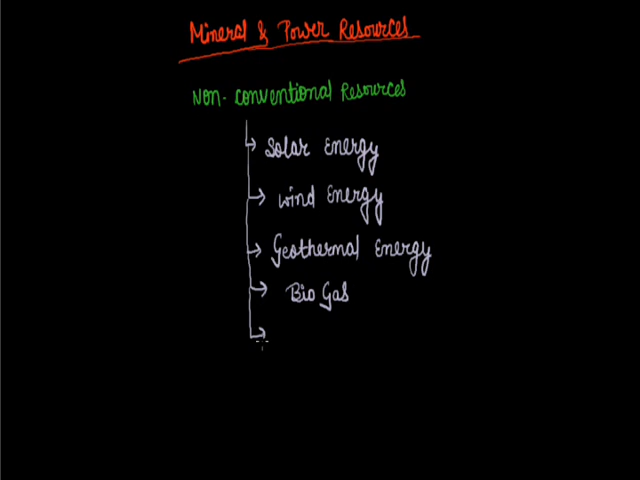 Mineral & Power Resources
Non-Conventional Resources
Solar Energy
Wind Energy
Geothermal Energy
Bio Gas